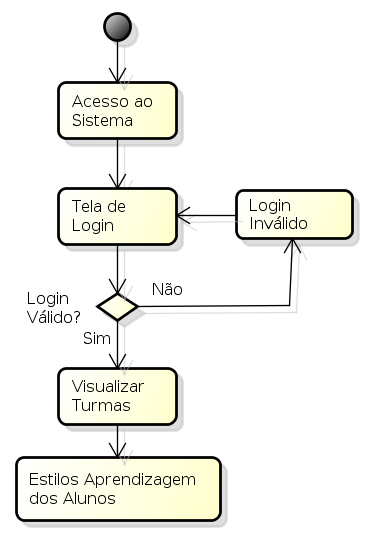 Acesso ao
Sistema
Tela de
Login
Login
Inválido
Login
Válido?
Não
Sim
Visualizar
Turmas
Estilos Aprendizagem
dos Alunos